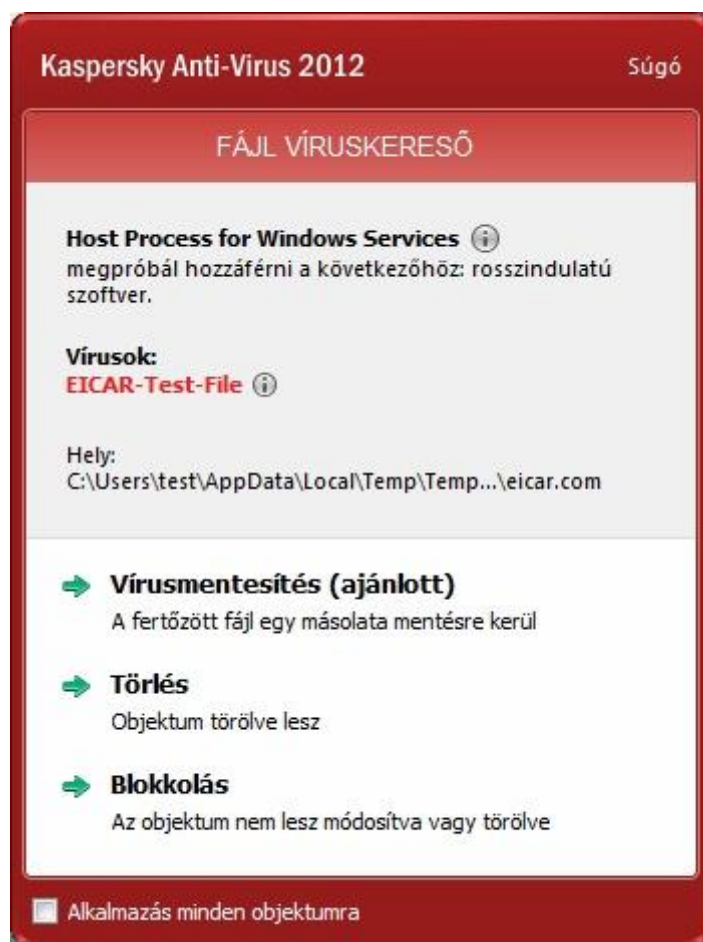 Kaspersky Anti-Virus 2012
Súgó
FÁJL VÍRUSKERESŐ
Host Process for Windows Services
megpróbál hozzáférni a következőhöz: rosszindulatú
szoftver.
Vírusok:
EICAR-Test-File
Hely:
C:\Users\test\AppData\Local\Temp\Temp...\eicar.com
Vírusmentesítés (ajánlott)
A fertőzött fájl egy másolata mentésre kerül
Törlés
Objektum törölve lesz
Blokkolás
Az objektum nem lesz módosítva vagy törölve
Alkalmazás minden objektumra